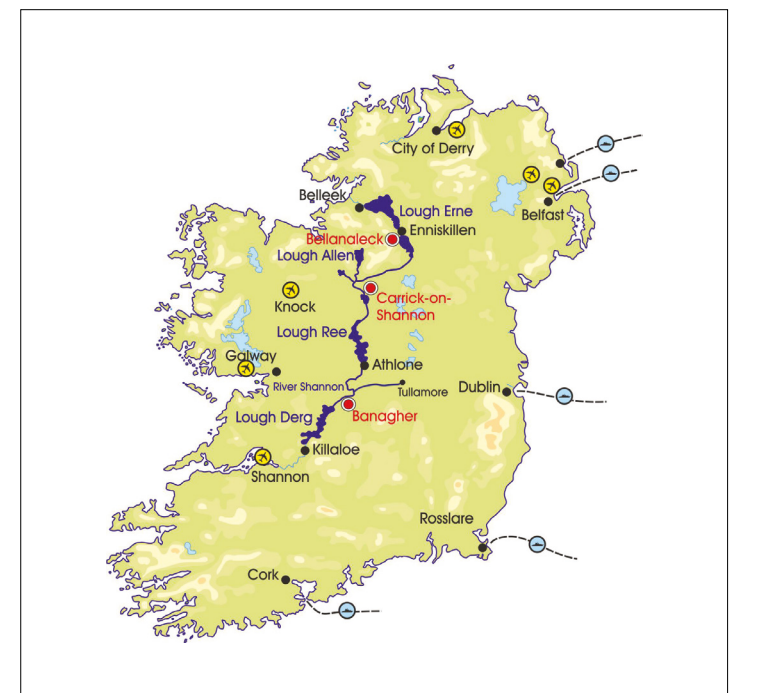 City of Derry
Belleek
Lough Erne
Belfast
Enniskillen
Bellanaleck
Lough Allen
Carrick-on-
Shannon
Knock
Lough Ree
Galway
Athlone
River Shannon
Tullamore
Dublin
Lough Derg
Banagher
Killaloe
Shannon
Rosslare
Cork